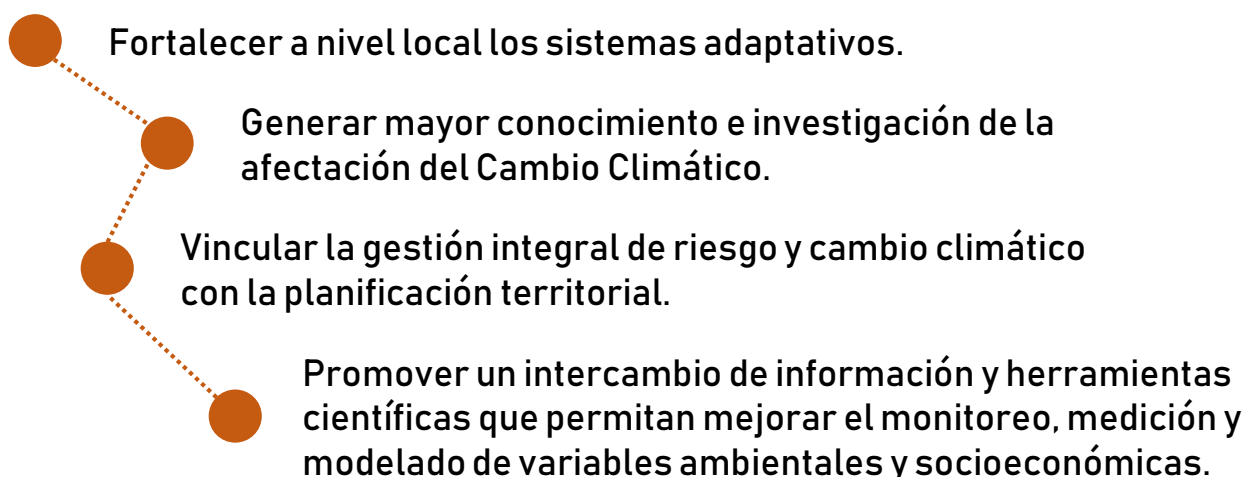 Fortalecer a nivel local los sistemas adaptativos.
Generar mayor conocimiento e investigación de la
afectación del Cambio Climático.
Vincular la gestión integral de riesgo y cambio climático
con la planificación territorial.
Promover un intercambio de información y herramientas
científicas que permitan mejorar el monitoreo, medición y
modelado de variables ambientales y socioeconómicas.